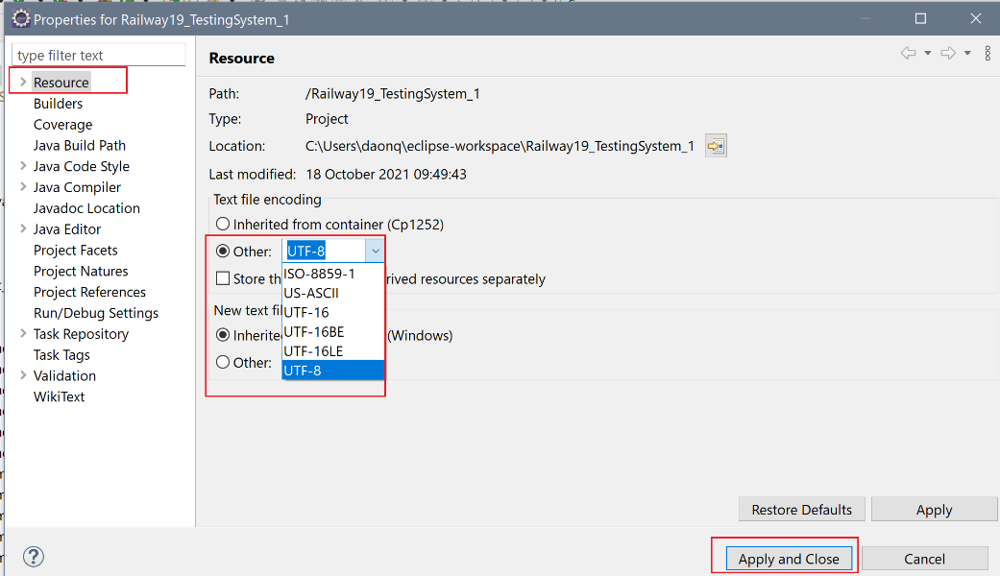 Properties for Railway19_TestingSystem_1
type filter text
Resource
Builders
Coverage
Java Build Path
Java Code Style
Java Compiler
Javadoc Location
Java Editor
Project Facets
Project Natures
Project References
Run/Debug Settings
Task Repository
Task Tags
Validation
WikiText
Resource
Path: /Railway19_TestingSystem_1
Type: Project
Location: C:\Users\daonq\eclipse-workspace\Railway19_TestingSystem_1
Last modified: 18 October 2021 09:49:43
Text file encoding
Inherited from container (Cp1252)
Other: UTF-8
ISO-8859-1
Store th rived resources separately
US-ASCII
New text fil UTF-16
UTF-16BE
Inherited (Windows)
UTF-16LE
Other: UTF-8
Restore Defaults Apply
? Apply and Close Cancel